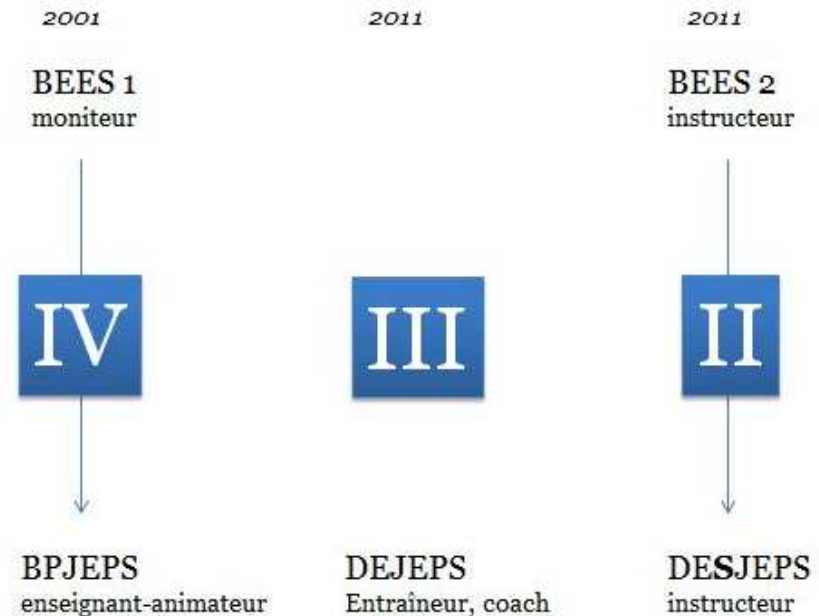 2001 2011 2011
BEES 1 BEES 2
moniteur instructeur
IV III II
BPJEPS DEJEPS DESJEPS
enseignant-animateur Entraîneur, coach instructeur